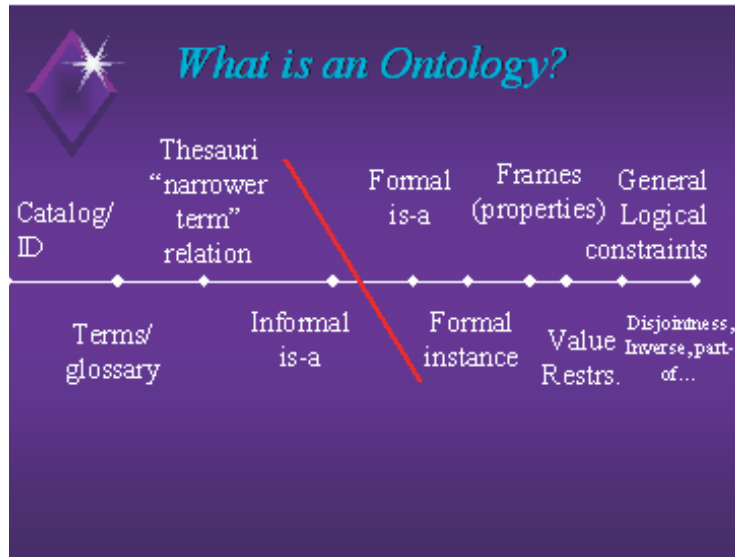 What is an Ontology?
Thesauri
“narrower
term”
relation
Formal
is-a
Frames
(properties)
General
Logical
constraints
Catalog/
ID
Terms/
glossary
Informal
is-a
Formal
instance
Value
Restrs.
Disjointness,
Inverse,part-
of...